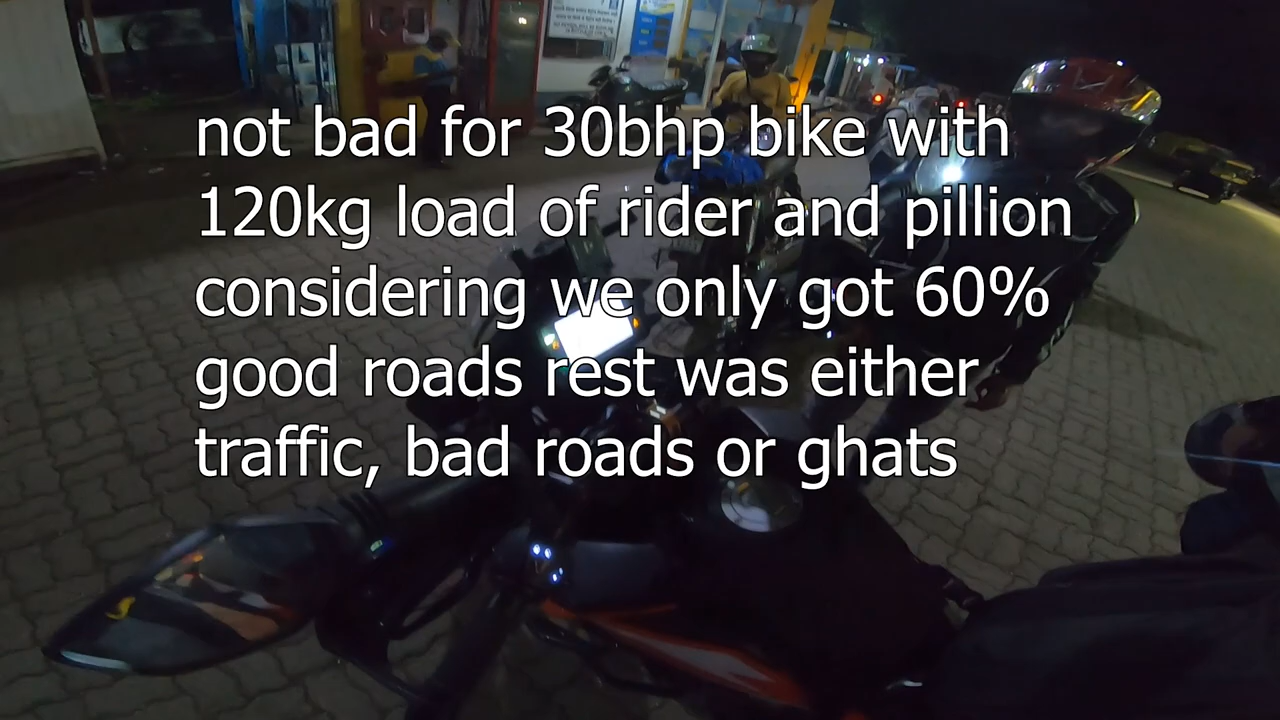 not bad for 30bhp bike with
120kg load of rider and pillion
considering we only got 60%
good roads rest was either
traffic, bad roads or ghats